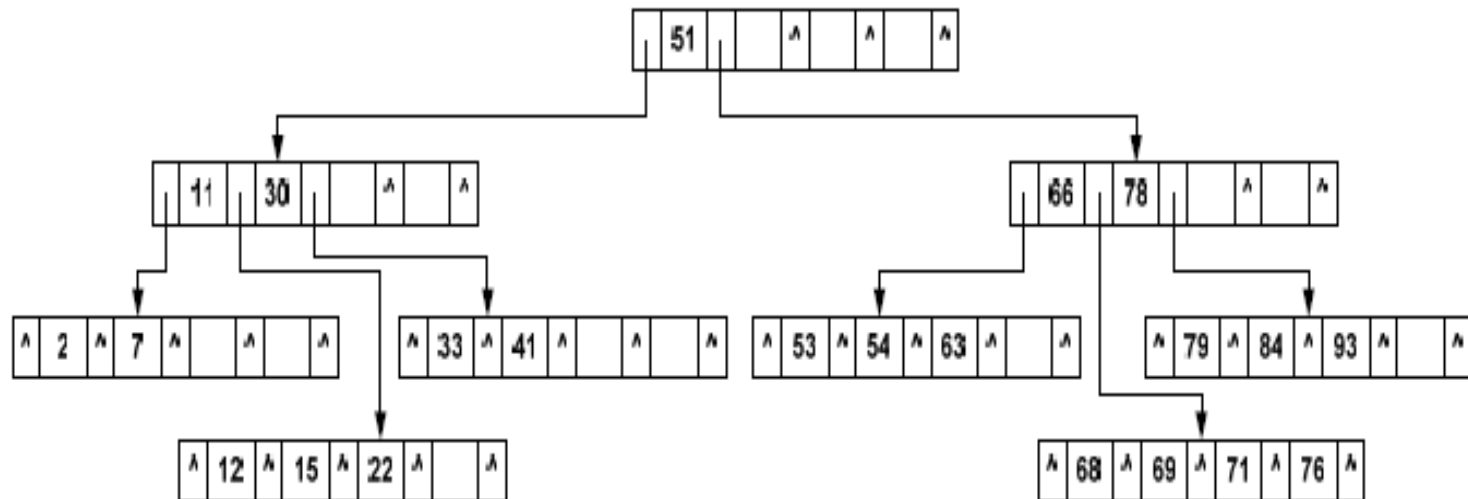 51 ^ ^ ^
11 30 ^ ^
66 78 ^ ^
^ 2 ^ 7 ^ ^ ^
^ 33 ^ 41 ^ ^ ^
^ 53 ^ 54 ^ 63 ^ ^
^ 79 ^ 84 ^ 93 ^ ^
^ 12 ^ 15 ^ 22 ^ ^
^ 68 ^ 69 ^ 71 ^ 76 ^